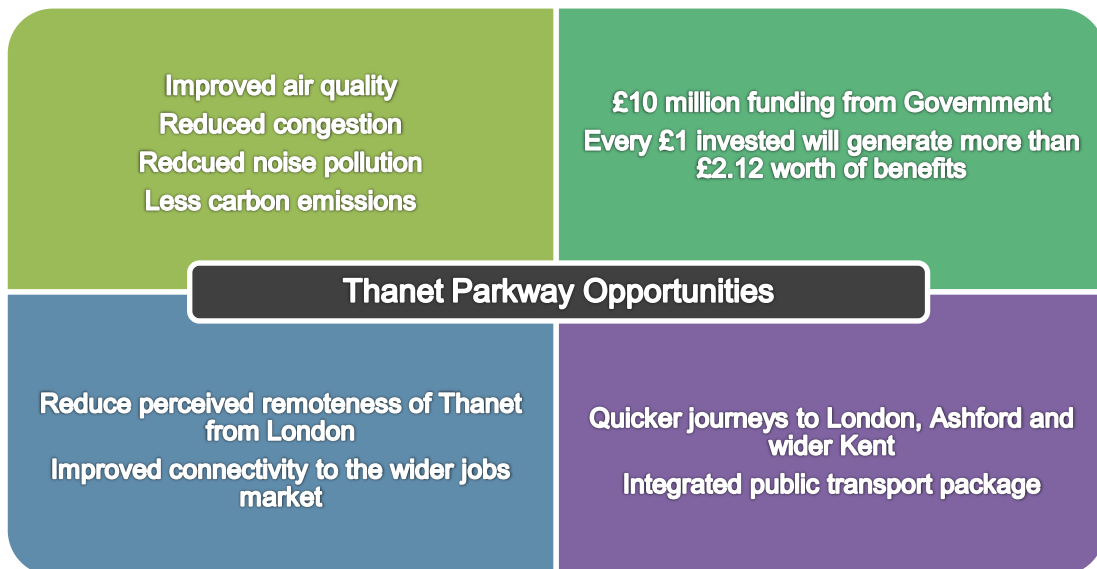 Improved air quality
Reduced congestion
Redcued noise pollution
Less carbon emissions
£10 million funding from Government
Every £1 invested will generate more than
£2.12 worth of benefits
Thanet Parkway Opportunities
Reduce perceived remoteness of Thanet
from London
Improved connectivity to the wider jobs
market
Quicker journeys to London, Ashford and
wider Kent
Integrated public transport package